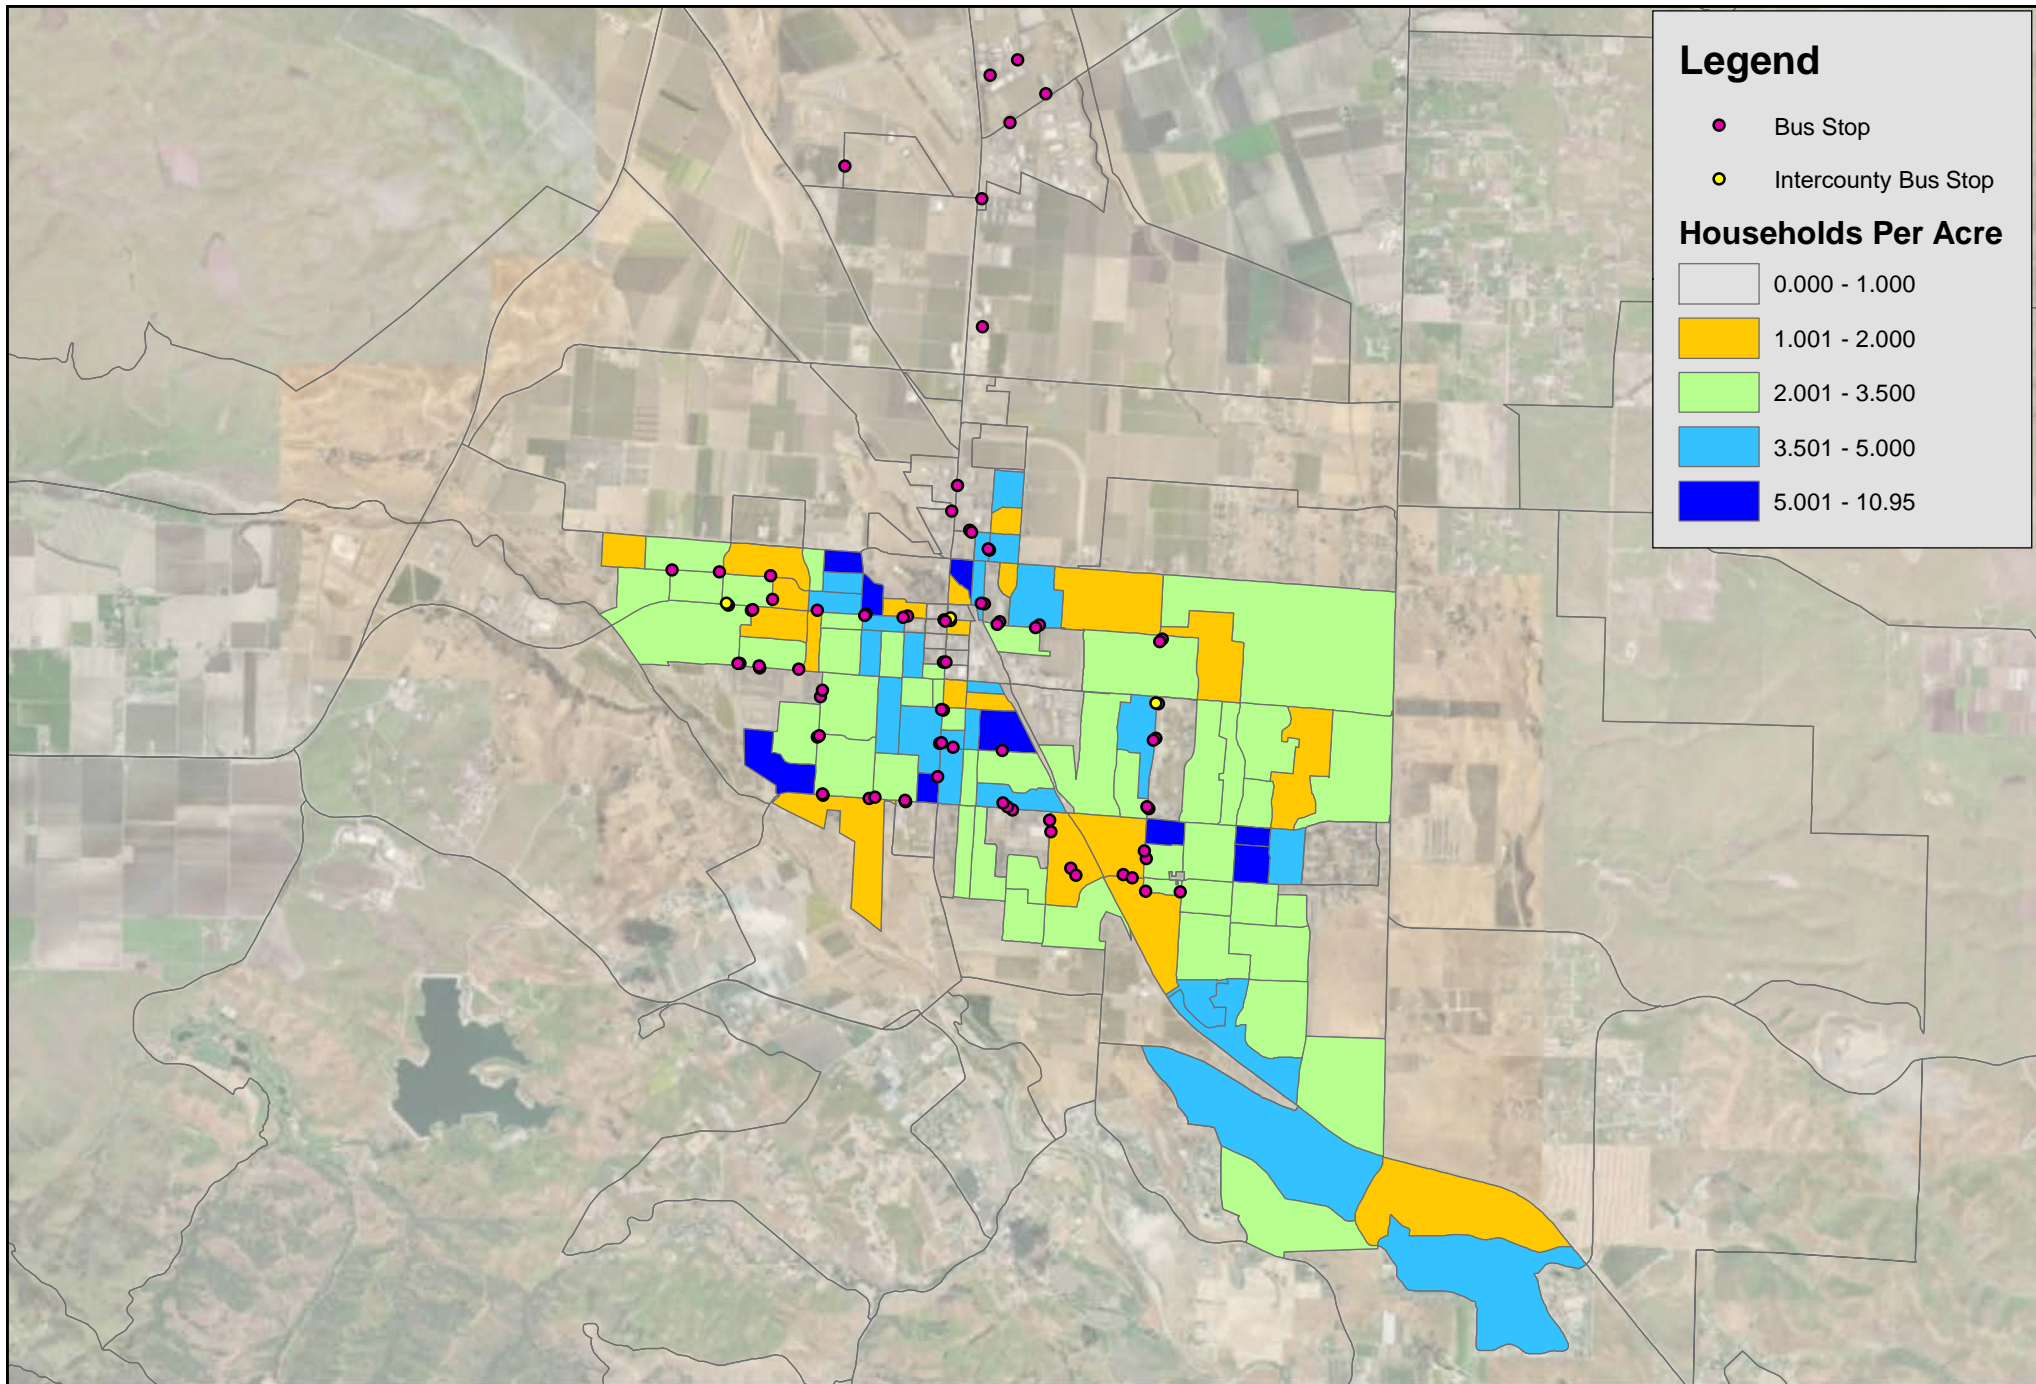 Legend
Bus Stop
Intercounty Bus Stop
Households Per Acre
0.000 - 1.000
1.001 - 2.000
2.001 - 3.500
3.501 - 5.000
5.001 - 10.95